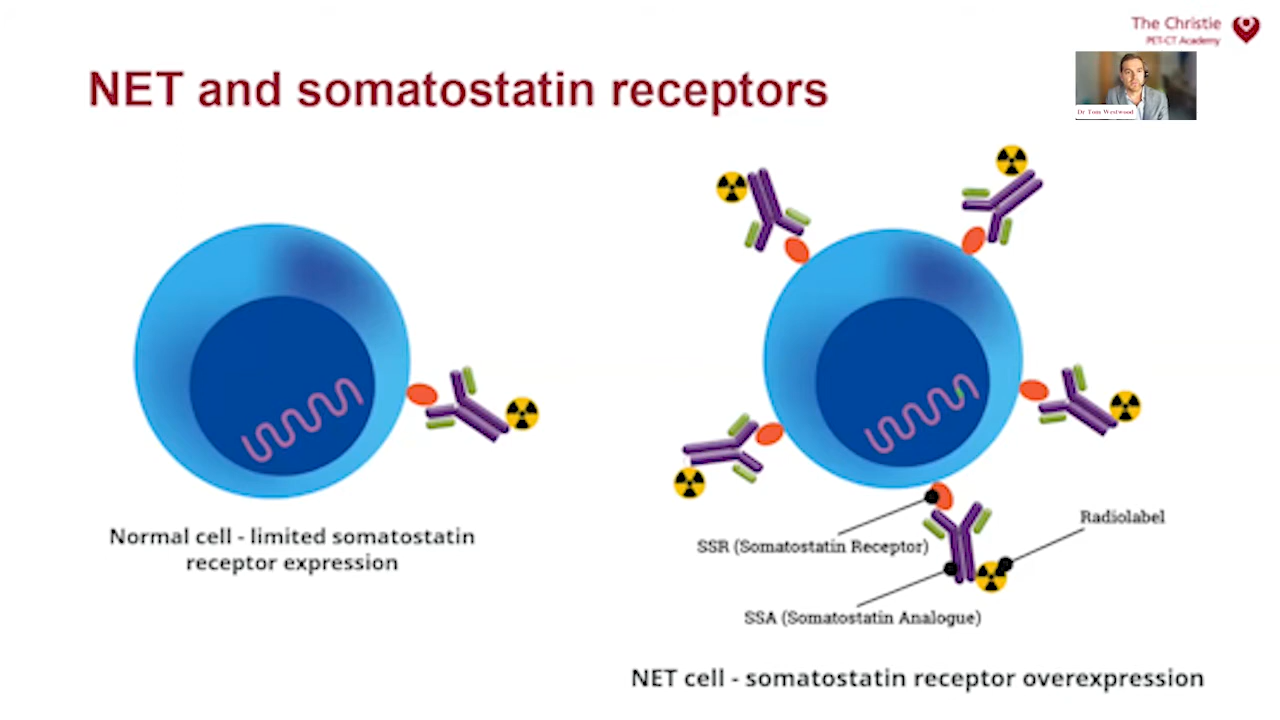 The Christie
PET-CT Academy
NET and somatostatin receptors
Dr Tom Westwood
Normal cell - limited somatostatin
receptor expression
Radiolabel
SSR (Somatostatin Receptor)
SSA (Somatostatin Analogue)
NET cell - somatostatin receptor overexpression